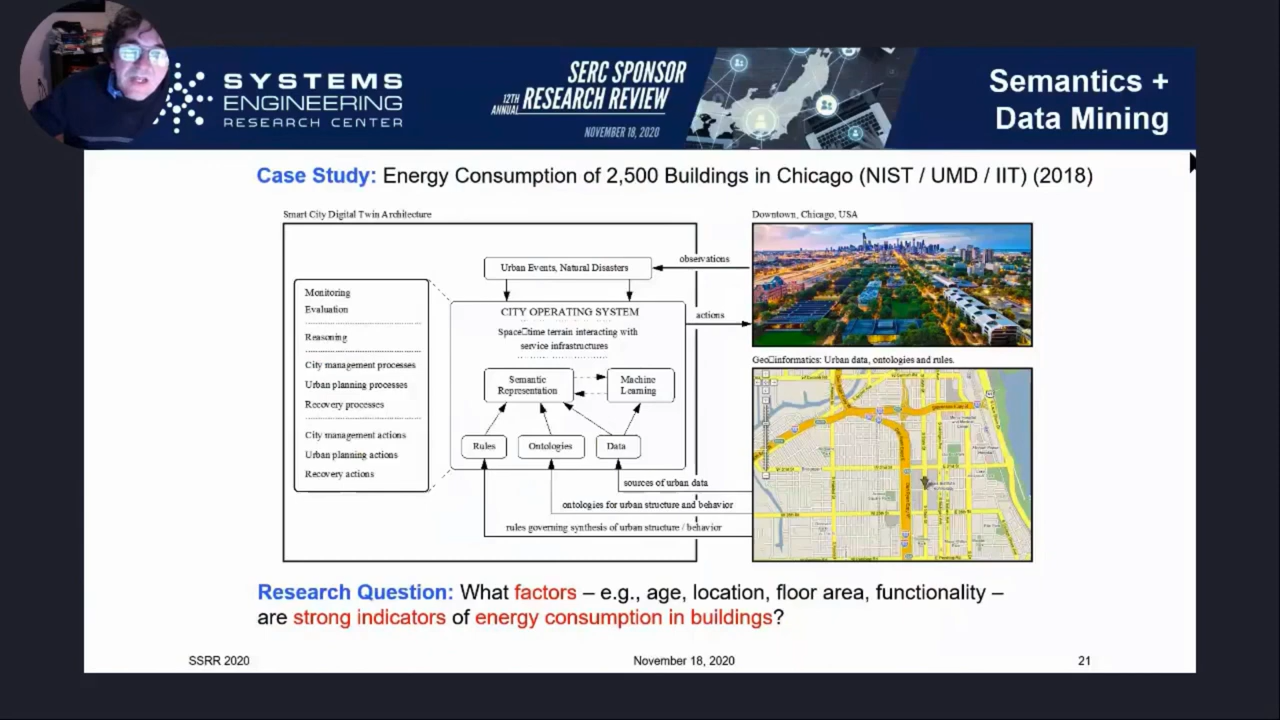 SYSTEMS
ENGINEERING
RESEARCH CENTER
SERC SPONSOR
12TH ANNUAL RESEARCH REVIEW
NOVEMBER 18, 2020
Semantics +
Data Mining
Case Study: Energy Consumption of 2,500 Buildings in Chicago (NIST / UMD / IIT) (2018)
Smart City Digital Twin Architecture
Monitoring
Evaluation
Reasoning
City management processes
Urban planning processes
Recovery processes
City management actions
Urban planning actions
Recovery actions
Urban Events, Natural Disasters
observations
CITY OPERATING SYSTEM
Space□time terrain interacting with
service infrastructures
actions
Semantic
Representation
Machine
Learning
Rules
Ontologies
Data
sources of urban data
ontologies for urban structure and behavior
rules governing synthesis of urban structure / behavior
Downtown, Chicago, USA
Geo□informatics: Urban data, ontologies and rules.
Research Question: What factors – e.g., age, location, floor area, functionality –
are strong indicators of energy consumption in buildings?
SSRR 2020
November 18, 2020
21